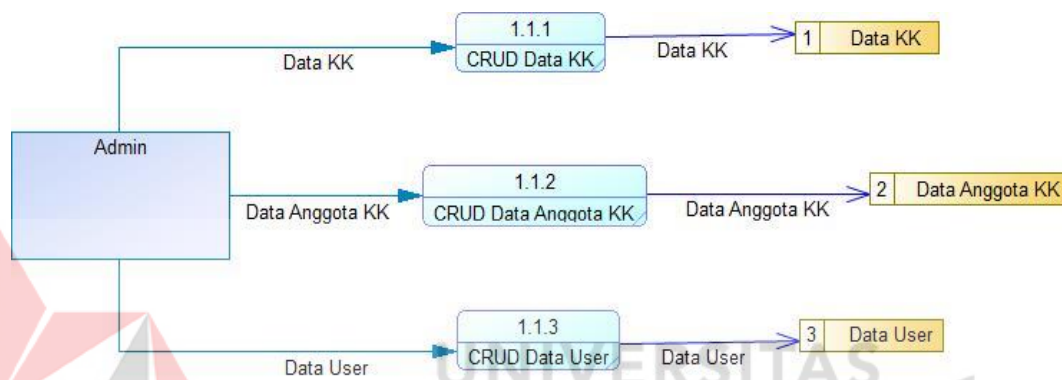 1.1.1
CRUD Data KK
Data KK
Data KK
1 Data KK
Admin
1.1.2
CRUD Data Anggota KK
Data Anggota KK
Data Anggota KK
2 Data Anggota KK
1.1.3
CRUD Data User
Data User
Data User
3 Data User
UNIVERSITAS